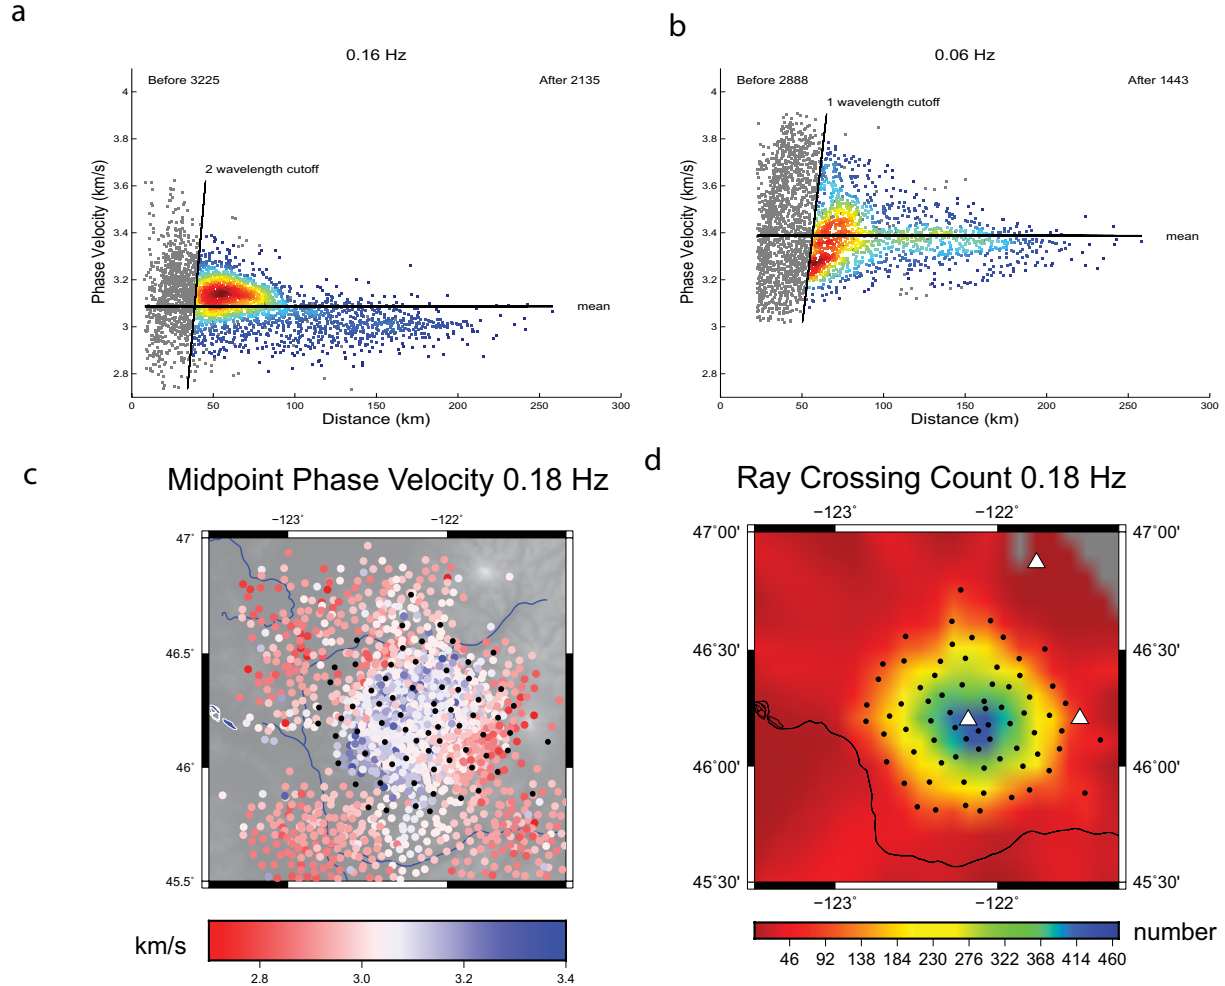 a
0.16 Hz
Before 3225
After 2135
2 wavelength cutoff
mean
Phase Velocity (km/s)
4
3.8
3.6
3.4
3.2
3
2.8
0
50
100
150
200
250
300
Distance (km)
b
0.06 Hz
Before 2888
After 1443
1 wavelength cutoff
mean
Phase Velocity (km/s)
4
3.8
3.6
3.4
3.2
3
2.8
0
50
100
150
200
250
300
Distance (km)
c
Midpoint Phase Velocity 0.18 Hz
−123˚
−122˚
47˚
46.5˚
46˚
45.5˚
km/s
2.8
3.0
3.2
3.4
d
Ray Crossing Count 0.18 Hz
−123˚
−122˚
47˚00'
47˚00'
46˚30'
46˚30'
46˚00'
46˚00'
45˚30'
45˚30'
−123˚
−122˚
number
46
92
138
184
230
276
322
368
414
460